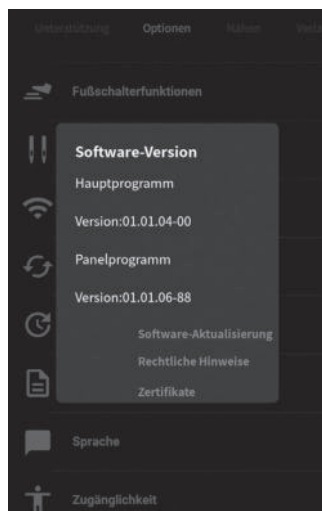 Unterstützung Optionen Nähen
Fußschalterfunktionen
Software-Version
Hauptprogramm
Version:01.01.04-00
Panelprogramm
Version:01.01.06-88
Software-Aktualisierung
Rechtliche Hinweise
Zertifikate
Sprache
Zugänglichkeit